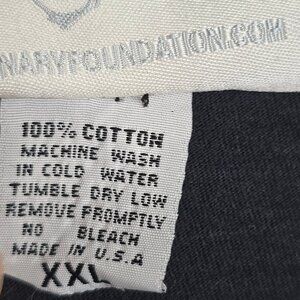 NARYFOUNDATION.COM
100% COTTON
MACHINE WASH
IN COLD WATER
TUMBLE DRY LOW
REMOVE PROMPTLY
NO BLEACH
MADE IN U.S.A
XXL